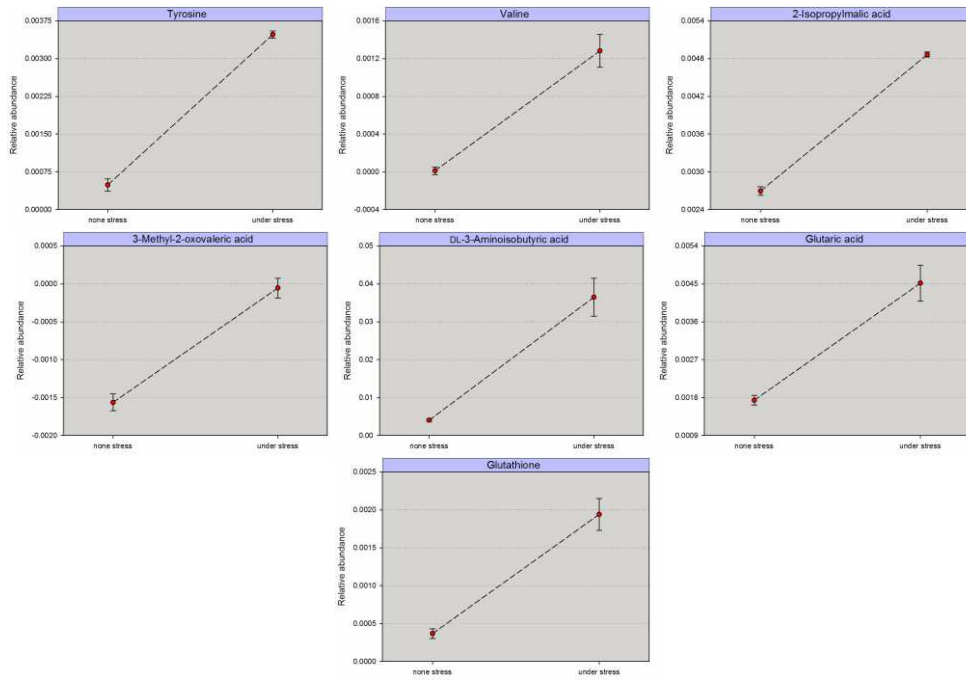 Tyrosine
0.00375
0.00300
0.00225
0.00150
0.00075
0.00000
Relative abundance
none stress
under stress
Valine
0.0016
0.0012
0.0008
0.0004
0.0000
-0.0004
Relative abundance
none stress
under stress
2-Isopropylmalic acid
0.0054
0.0048
0.0042
0.0036
0.0030
0.0024
Relative abundance
none stress
under stress
3-Methyl-2-oxovaleric acid
0.0005
-0.0000
-0.0005
-0.0010
-0.0015
-0.0020
Relative abundance
none stress
under stress
DL-3-Aminoisobutyric acid
0.05
0.04
0.03
0.02
0.01
0.00
Relative abundance
none stress
under stress
Glutaric acid
0.0054
0.0045
0.0036
0.0027
0.0018
0.0009
Relative abundance
none stress
under stress
Glutathione
0.0025
0.0020
0.0015
0.0010
0.0005
0.0000
Relative abundance
none stress
under stress